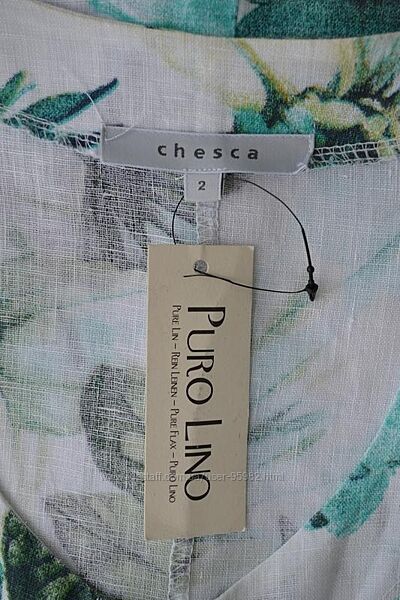 chesca
2
PURO LINO
PURE LIN – REIN LEINEN – PURE FLAX – PURO LINO